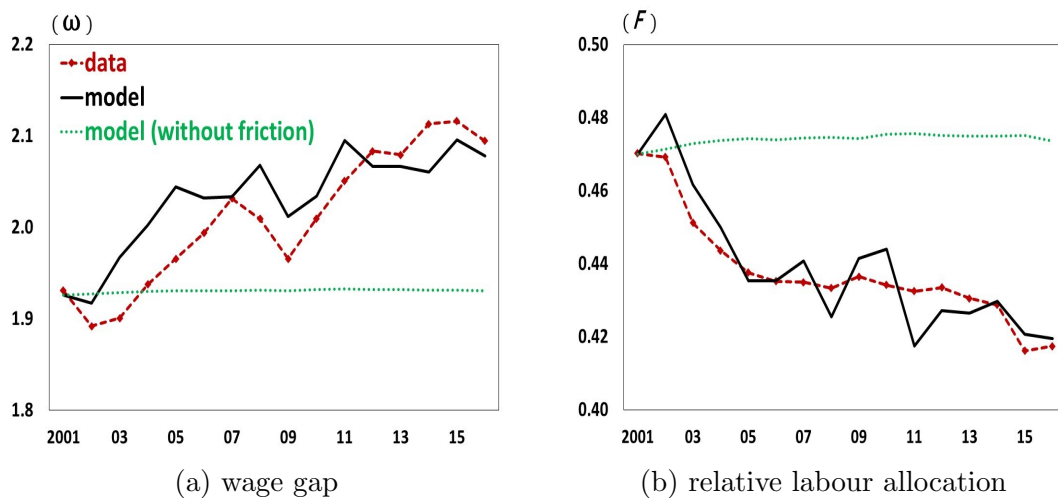 (ω)
2.2
data
model
model (without friction)
2.1
2.0
1.9
1.8
2001 03 05 07 09 11 13 15
(a) wage gap
(F)
0.50
0.48
0.46
0.44
0.42
0.40
2001 03 05 07 09 11 13 15
(b) relative labour allocation